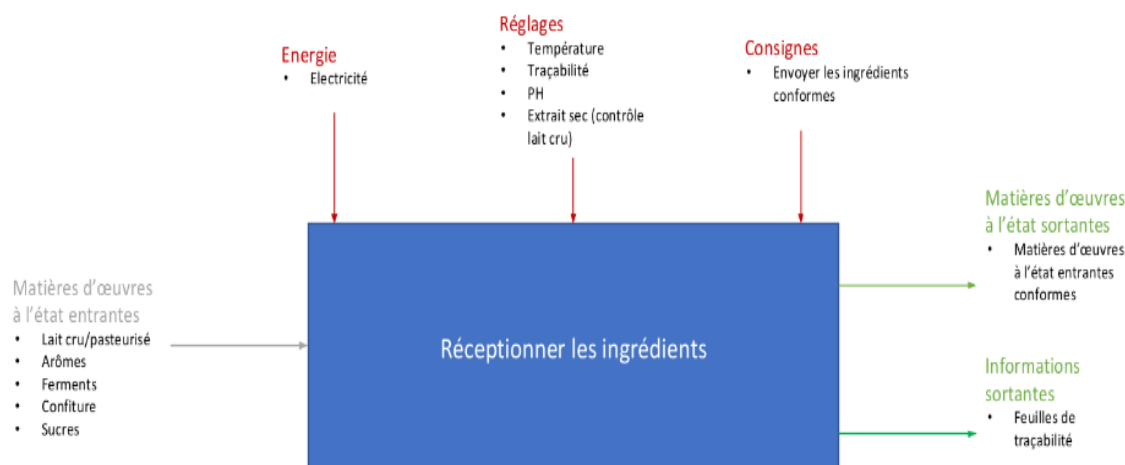 Energie
• Electricité
Réglages
• Température
• Traçabilité
• PH
• Extrait sec (contrôle
lait cru)
Consignes
• Envoyer les ingrédients
conformes
Matières d'œuvres
à l'état entrantes
• Lait cru/pasteurisé
• Arômes
• Ferments
• Confiture
• Sucres
Réceptionner les ingrédients
Matières d'œuvres
à l'état sortantes
• Matières d'œuvres
à l'état entrantes
conformes
Informations
sortantes
• Feuilles de
traçabilité